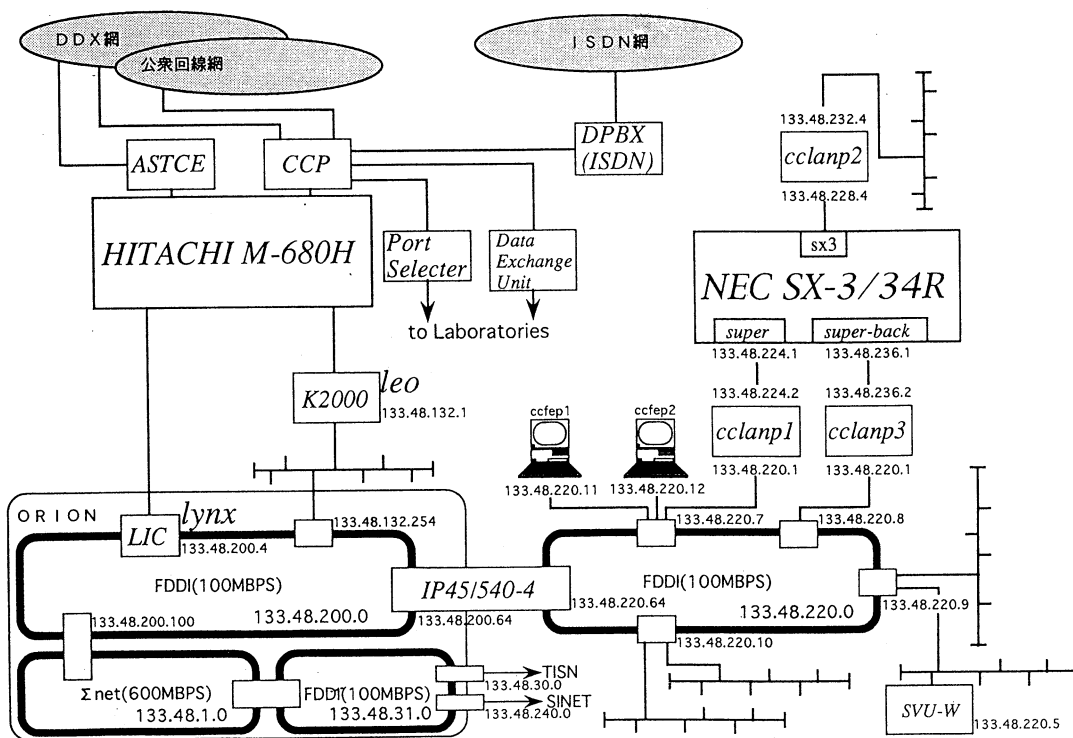 DDX網
公衆回線網
ISDN網
ASTCE
CCP
DPBX
(ISDN)
133.48.232.4
cclanp2
133.48.228.4
HITACHI M-680H
Port
Selecter
Data
Exchange
Unit
to Laboratories
sx3
NEC SX-3/34R
super
super-back
133.48.224.1
133.48.236.1
133.48.224.2
133.48.236.2
K2000
leo
133.48.132.1
ccfep1
ccfep2
cclanp1
cclanp3
133.48.220.11
133.48.220.12
133.48.220.1
133.48.220.1
ORION
LIC
lynx
133.48.200.4
133.48.132.254
133.48.220.7
133.48.220.8
FDDI(100MBPS)
133.48.200.0
IP45/540-4
133.48.200.64
133.48.220.64
FDDI(100MBPS)
133.48.220.0
133.48.220.9
133.48.200.100
133.48.220.10
Σnet(600MBPS)
133.48.1.0
FDDI(100MBPS)
133.48.31.0
TISN
133.48.30.0
SINET
133.48.240.0
SVU-W
133.48.220.5